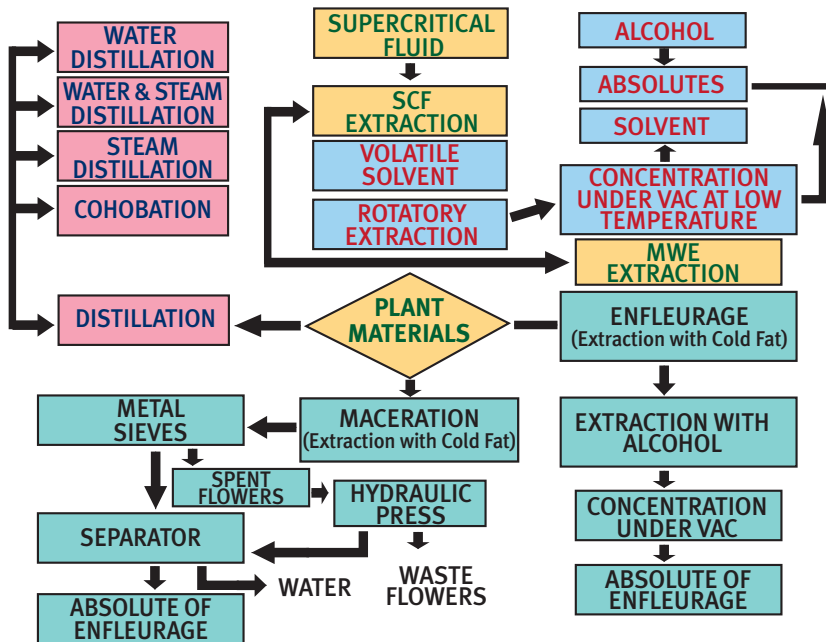 WATER
DISTILLATION
WATER & STEAM
DISTILLATION
STEAM
DISTILLATION
COHOBATION
DISTILLATION
SUPERCRITICAL
FLUID
SCF
EXTRACTION
VOLATILE
SOLVENT
ROTATORY
EXTRACTION
ALCOHOL
ABSOLUTES
SOLVENT
CONCENTRATION
UNDER VAC AT LOW
TEMPERATURE
MWE
EXTRACTION
PLANT
MATERIALS
ENFLEURAGE
(Extraction with Cold Fat)
METAL
SIEVES
MACERATION
(Extraction with Cold Fat)
EXTRACTION WITH
ALCOHOL
SPENT
FLOWERS
HYDRAULIC
PRESS
CONCENTRATION
UNDER VAC
SEPARATOR
WATER
WASTE
FLOWERS
ABSOLUTE OF
ENFLEURAGE
ABSOLUTE OF
ENFLEURAGE